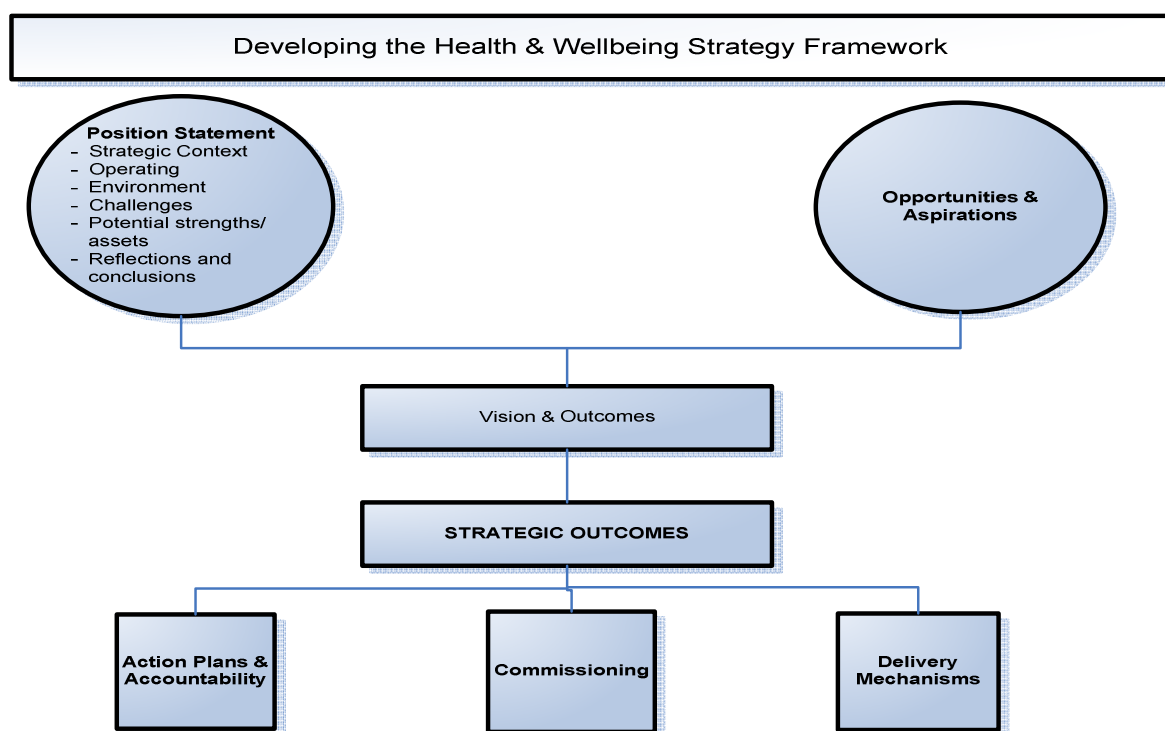 Developing the Health & Wellbeing Strategy Framework
Position Statement
- Strategic Context
- Operating
- Environment
- Challenges
- Potential strengths/
assets
- Reflections and
conclusions
Opportunities &
Aspirations
Vision & Outcomes
STRATEGIC OUTCOMES
Action Plans &
Accountability
Commissioning
Delivery
Mechanisms